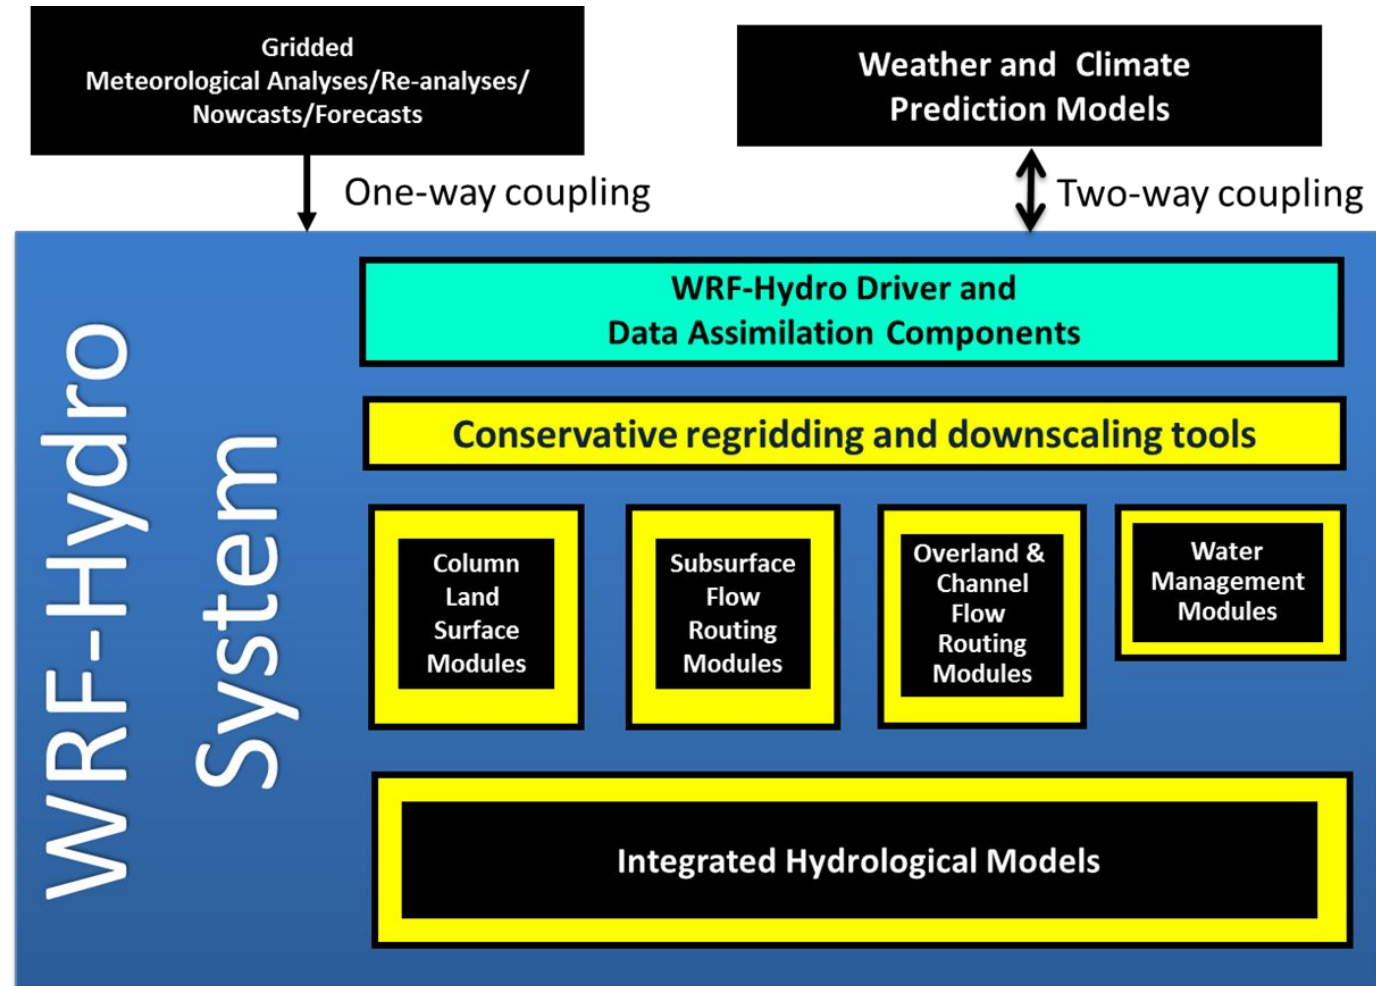 Gridded
Meteorological Analyses/Re-analyses/
Nowcasts/Forecasts
Weather and Climate
Prediction Models
One-way coupling
Two-way coupling
WRF-Hydro
System
WRF-Hydro Driver and
Data Assimilation Components
Conservative regridding and downscaling tools
Column
Land
Surface
Modules
Subsurface
Flow
Routing
Modules
Overland &
Channel
Flow
Routing
Modules
Water
Management
Modules
Integrated Hydrological Models